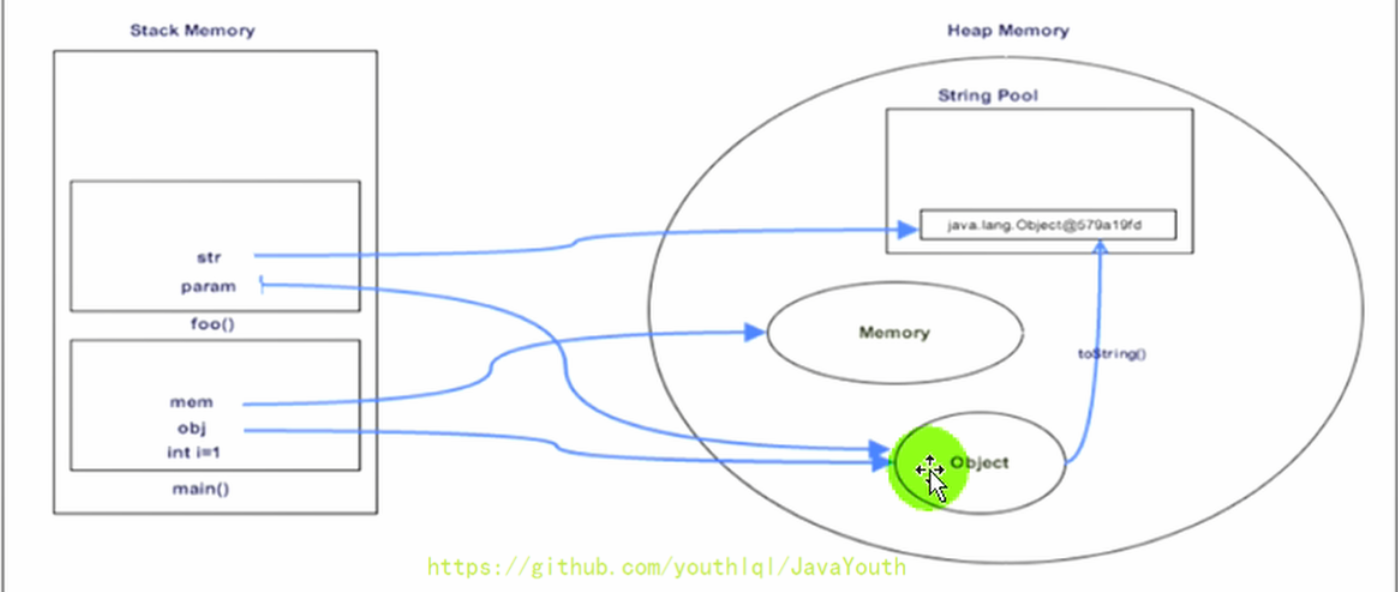 Stack Memory
Heap Memory
String Pool
java.lang.Object@579a19fd
str
param
foo()
Memory
toString()
mem
obj
int i=1
Object
main()
https://github.com/youthlql/JavaYouth